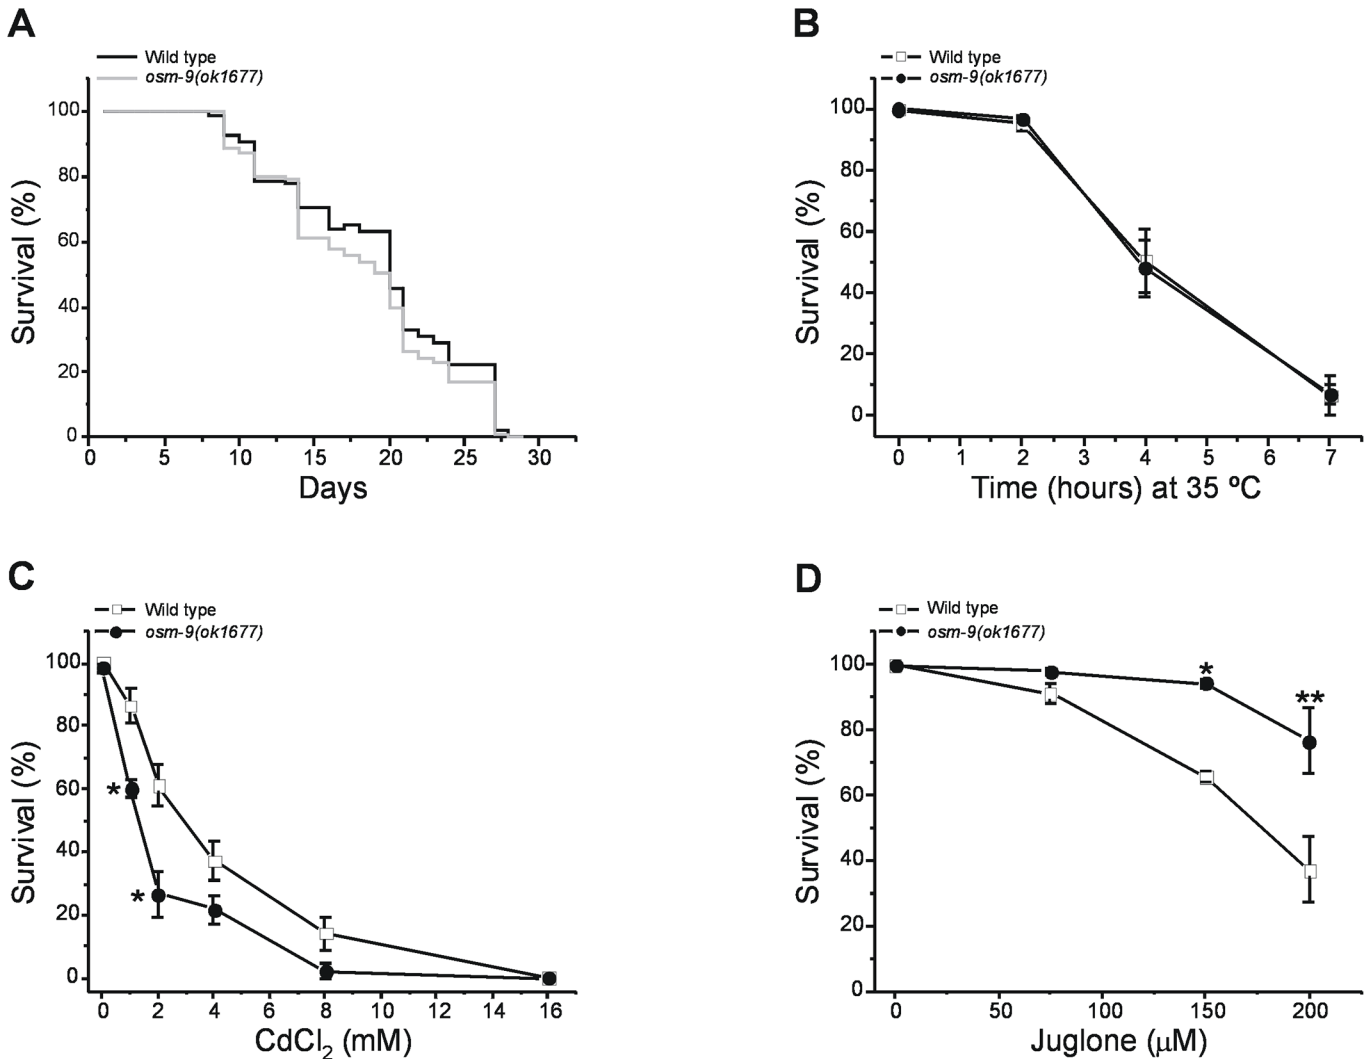 A
Wild type
osm-9(ok1677)
Survival (%)
100
80
60
40
20
0
0 5 10 15 20 25 30
Days
B
Wild type
osm-9(ok1677)
Survival (%)
100
80
60
40
20
0
0 1 2 3 4 5 6 7
Time (hours) at 35 ºC
C
Wild type
osm-9(ok1677)
Survival (%)
100
80
60
40
20
0
*
*
0 2 4 6 8 10 12 14 16
CdCl₂ (mM)
D
Wild type
osm-9(ok1677)
Survival (%)
100
80
60
40
20
0
*
**
0 50 100 150 200
Juglone (µM)